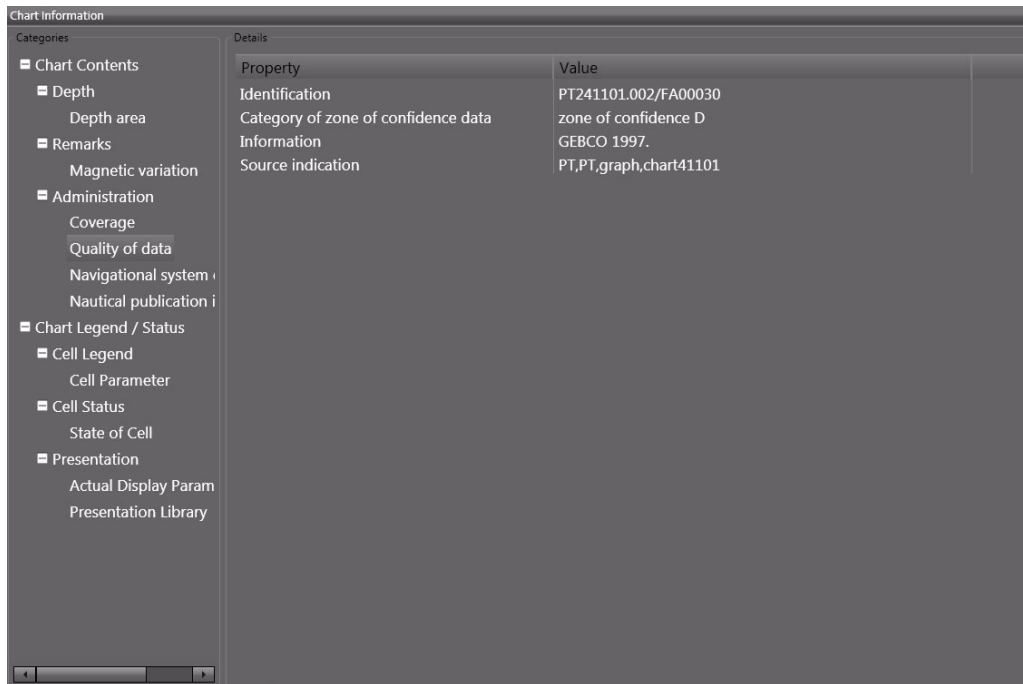 Chart Information
Categories
Chart Contents
Depth
Depth area
Remarks
Magnetic variation
Administration
Coverage
Quality of data
Navigational system
Nautical publication i
Chart Legend / Status
Cell Legend
Cell Parameter
Cell Status
State of Cell
Presentation
Actual Display Param
Presentation Library
Details
Property Value
Identification PT241101.002/FA00030
Category of zone of confidence data zone of confidence D
Information GEBCO 1997.
Source indication PT,PT,graph,chart41101